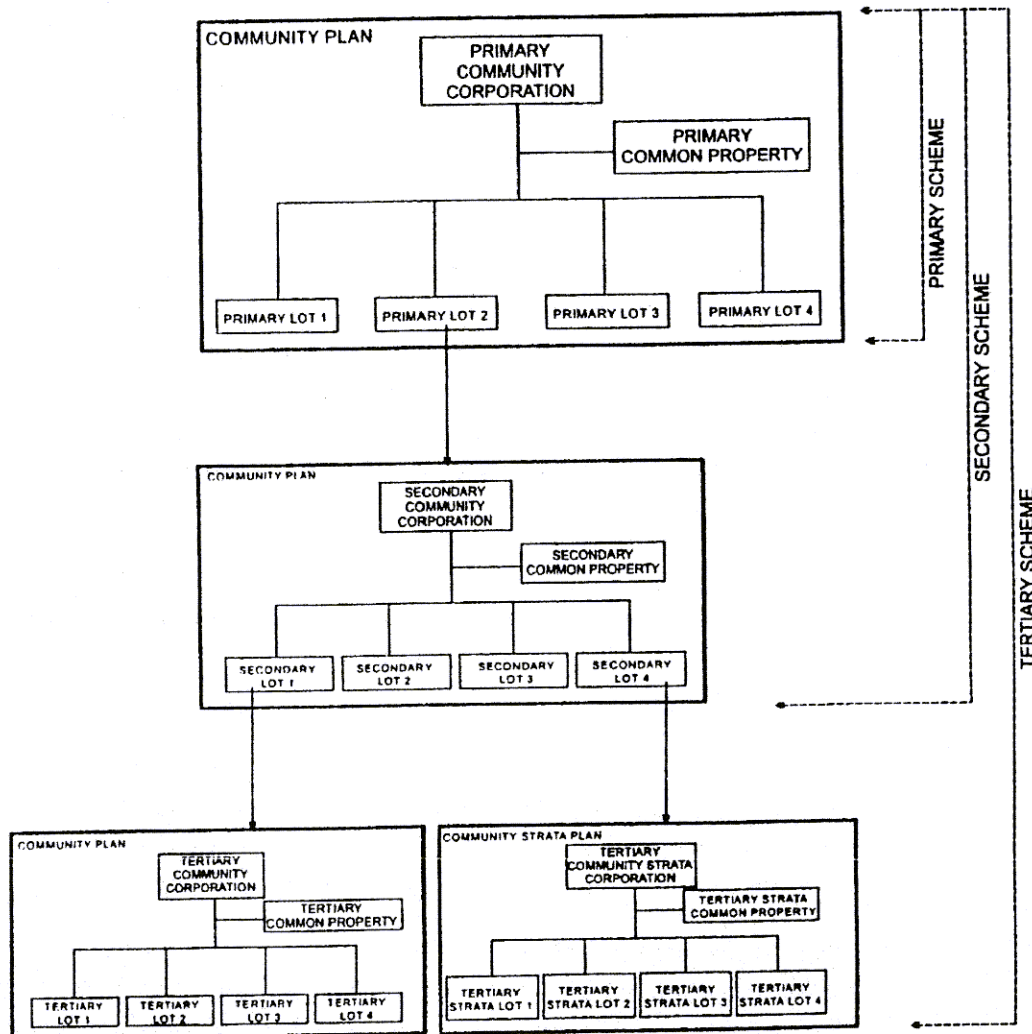 COMMUNITY PLAN
PRIMARY
COMMUNITY
CORPORATION
PRIMARY
COMMON PROPERTY
PRIMARY LOT 1
PRIMARY LOT 2
PRIMARY LOT 3
PRIMARY LOT 4
PRIMARY SCHEME
SECONDARY SCHEME
TERTIARY SCHEME
COMMUNITY PLAN
SECONDARY
COMMUNITY
CORPORATION
SECONDARY
COMMON PROPERTY
SECONDARY
LOT 1
SECONDARY
LOT 2
SECONDARY
LOT 3
SECONDARY
LOT 4
COMMUNITY PLAN
TERTIARY
COMMUNITY
CORPORATION
TERTIARY
COMMON PROPERTY
TERTIARY
LOT 1
TERTIARY
LOT 2
TERTIARY
LOT 3
TERTIARY
LOT 4
COMMUNITY STRATA PLAN
TERTIARY
COMMUNITY STRATA
CORPORATION
TERTIARY STRATA
COMMON PROPERTY
TERTIARY
STRATA LOT 1
TERTIARY
STRATA LOT 2
TERTIARY
STRATA LOT 3
TERTIARY
STRATA LOT 4